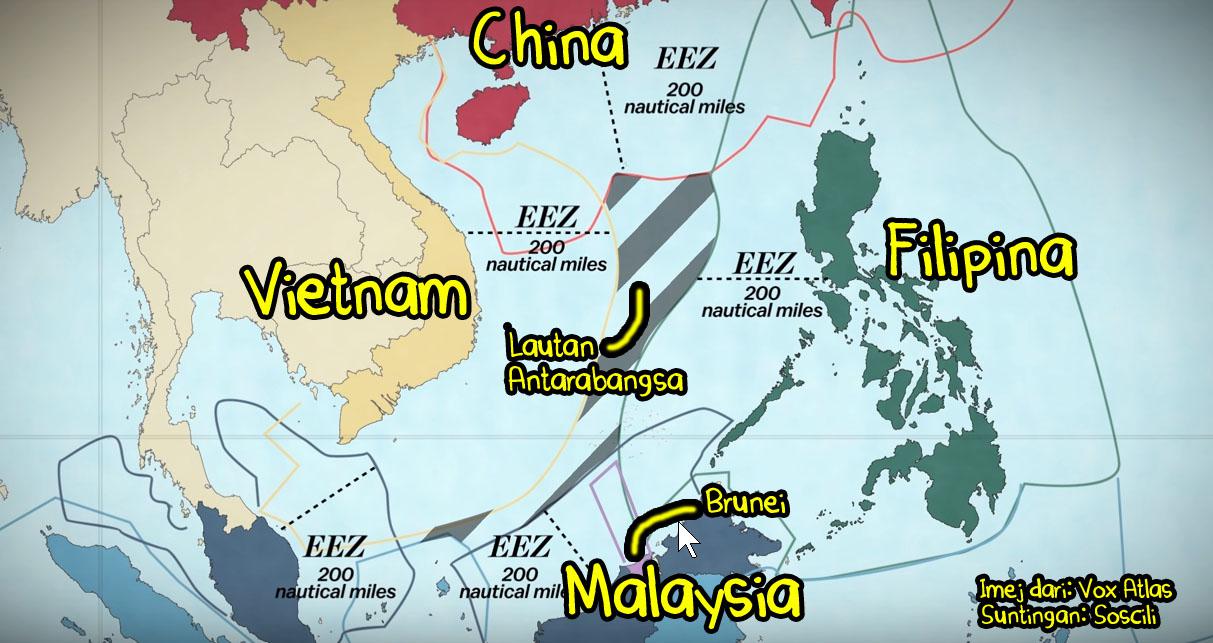 China
EEZ
200
nautical miles
EEZ
200
nautical miles
Filipina
Vietnam
EEZ
200
nautical miles
Lautan
Antarabangsa
Brunei
EEZ
200
nautical miles
EEZ
200
nautical
Malaysia
Imej dari: Vox Atlas
Suntingan: Soscili